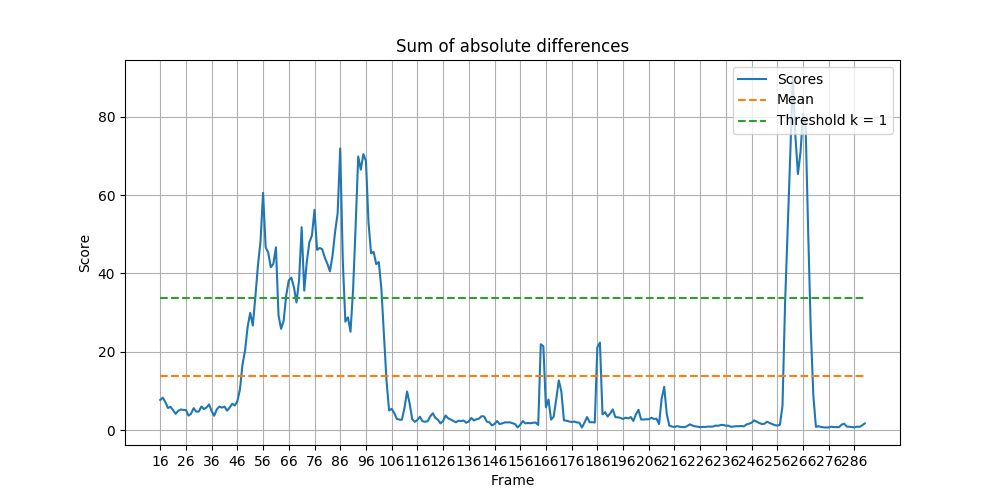 Sum of absolute differences
Scores
Mean
Threshold k = 1
80
60
40
20
0
Score
16 26 36 46 56 66 76 86 96 106 116 126 136 146 156 166 176 186 196 206 216 226 236 246 256 266 276 286
Frame